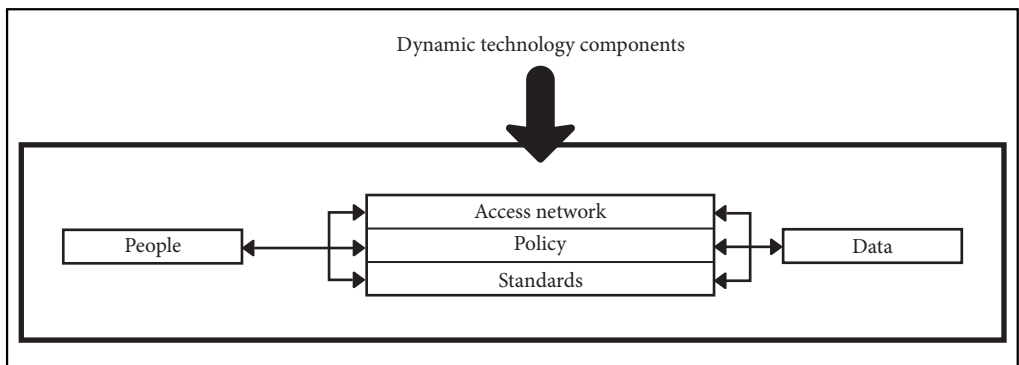 Dynamic technology components
Access network
People
Policy
Data
Standards